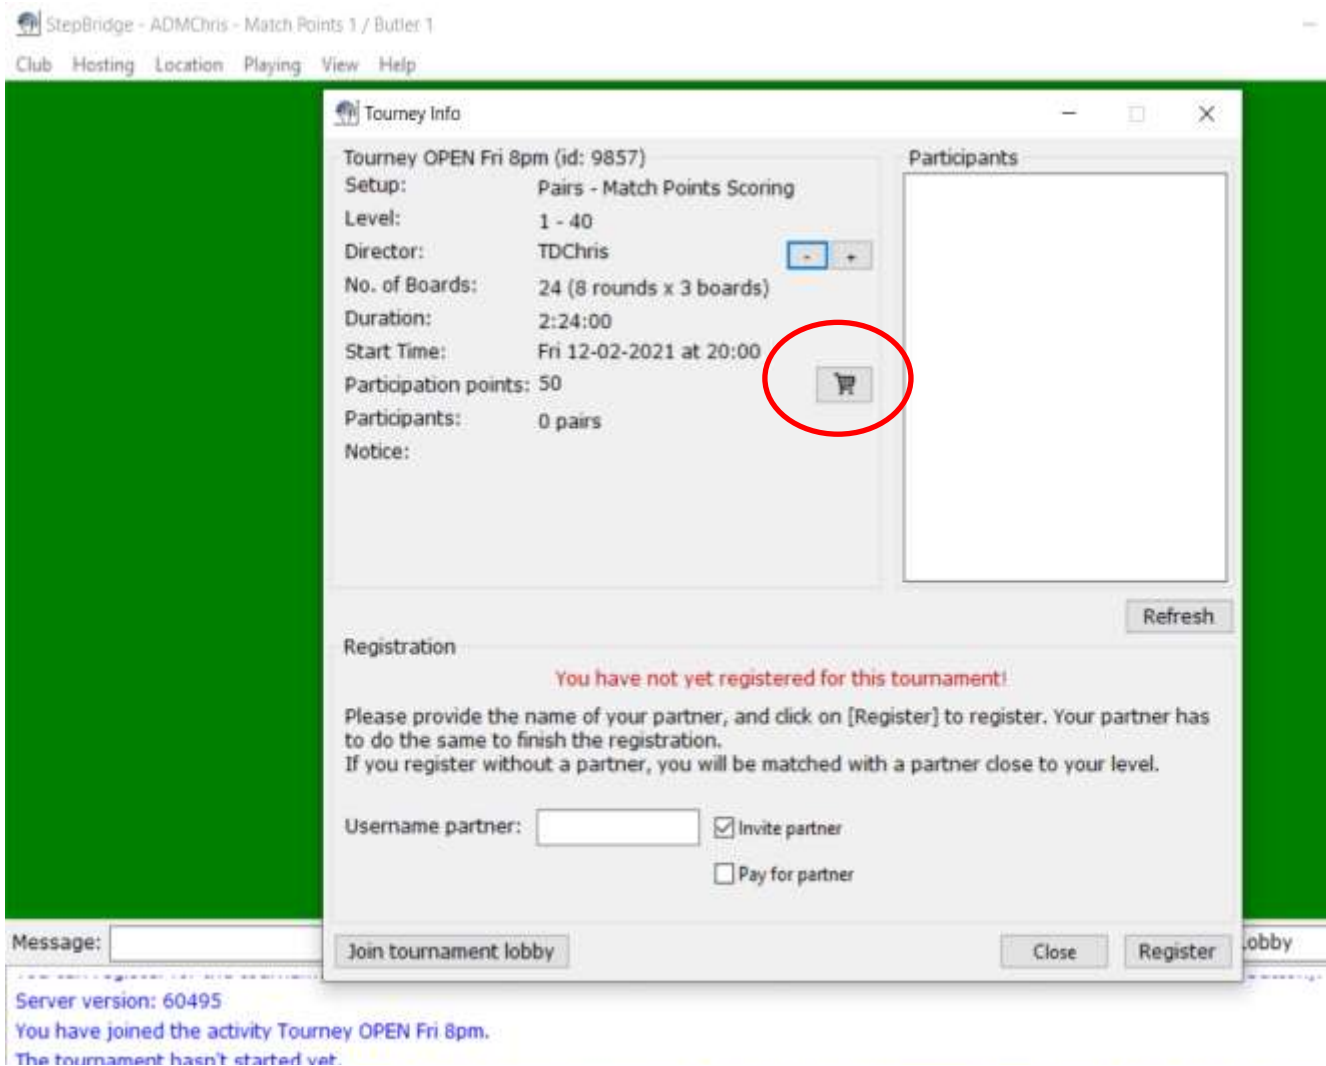 StepBridge - ADMChris - Match Points 1 / Butler 1
Club Hosting Location Playing View Help
Tourney Info
Tourney OPEN Fri 8pm (id: 9857)
Participants
Setup: Pairs - Match Points Scoring
Level: 1 - 40
Director: TDChris - +
No. of Boards: 24 (8 rounds x 3 boards)
Duration: 2:24:00
Start Time: Fri 12-02-2021 at 20:00
Participation points: 50
Participants: 0 pairs
Notice:
Refresh
Registration
You have not yet registered for this tournament!
Please provide the name of your partner, and click on [Register] to register. Your partner has
to do the same to finish the registration.
If you register without a partner, you will be matched with a partner close to your level.
Username partner: Invite partner
Pay for partner
Message:
Join tournament lobby Close Register
obby
Server version: 60495
You have joined the activity Tourney OPEN Fri 8pm.
The tournament hasn't started yet.